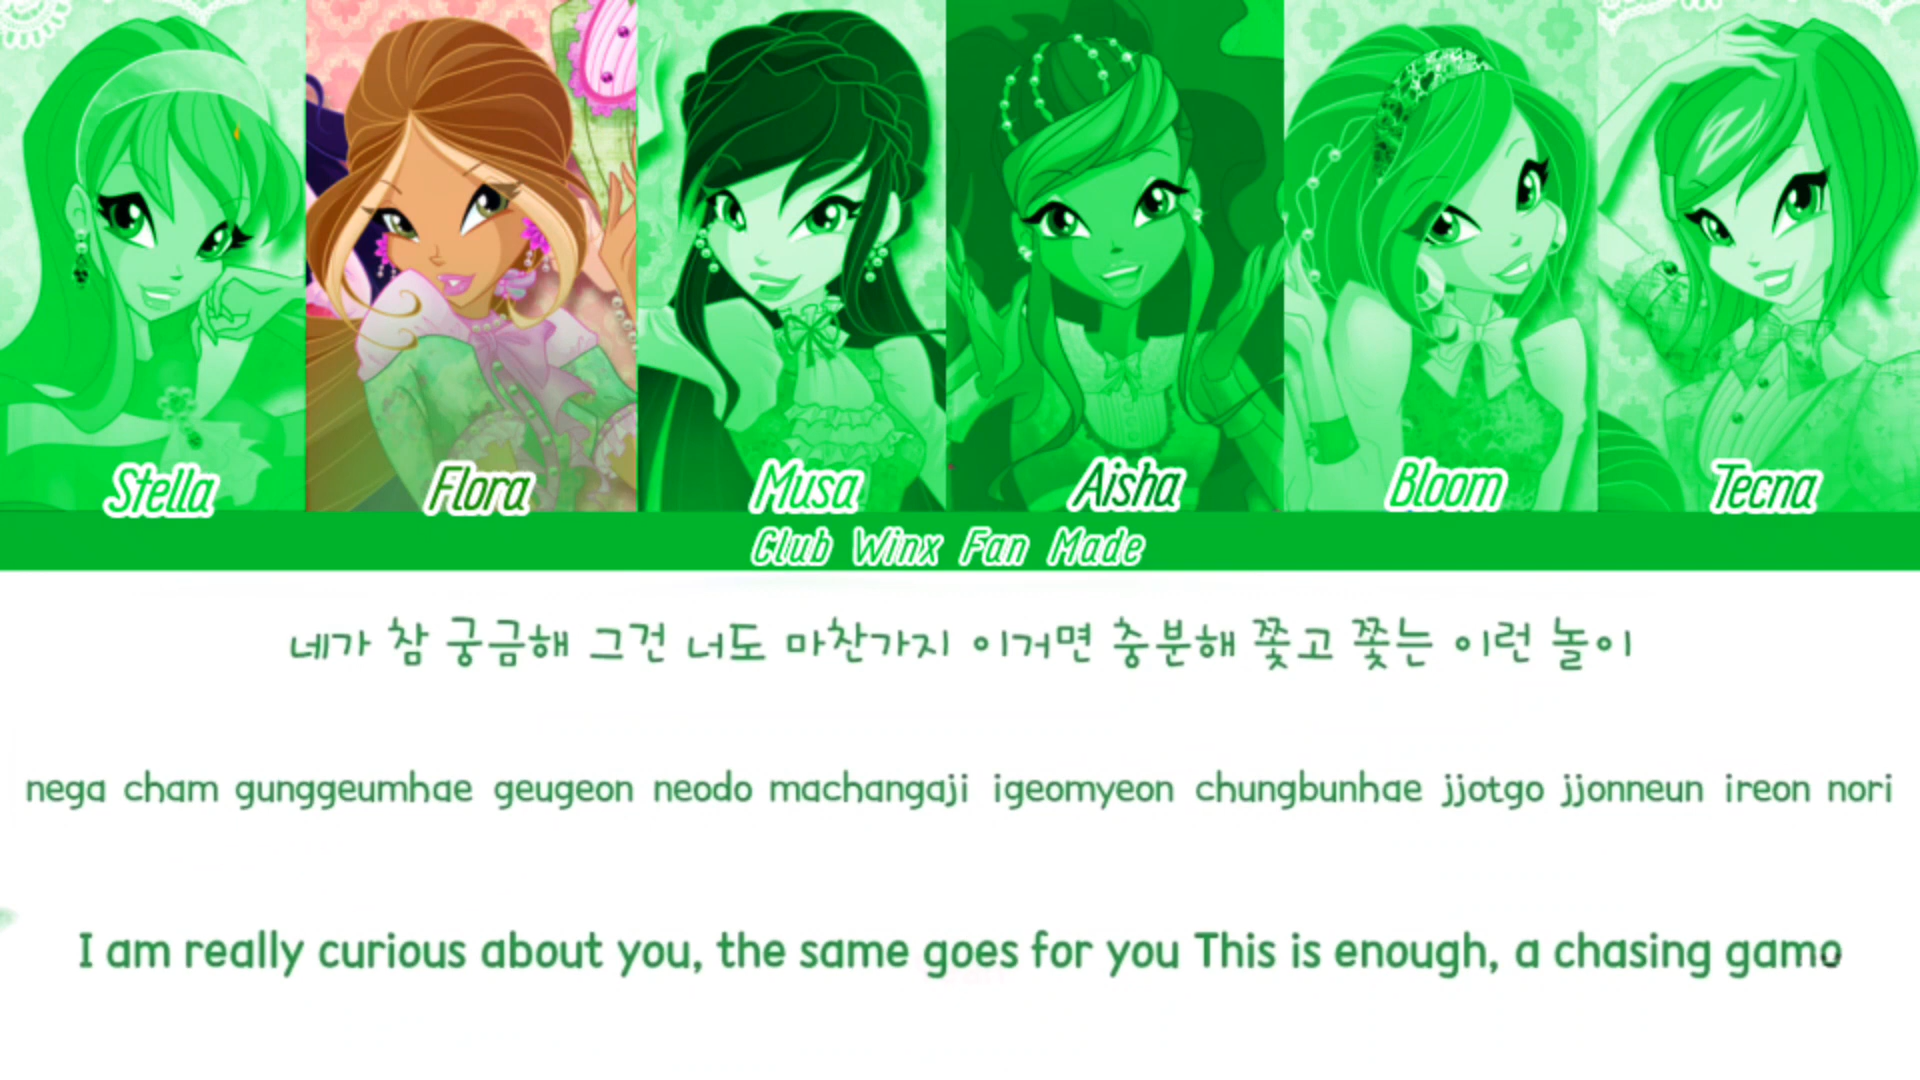 Stella
Flora
Musa
Aisha
Bloom
Tecna
Club Winx Fan Made
네가 참 궁금해 그건 너도 마찬가지 이거면 충분해 쫓고 쫓는 이런 놀이
nega cham gunggeumhae geugeon neodo machangaji igeomyeon chungbunhae jjotgo jjonneun ireon nori
I am really curious about you, the same goes for you This is enough, a chasing gamo